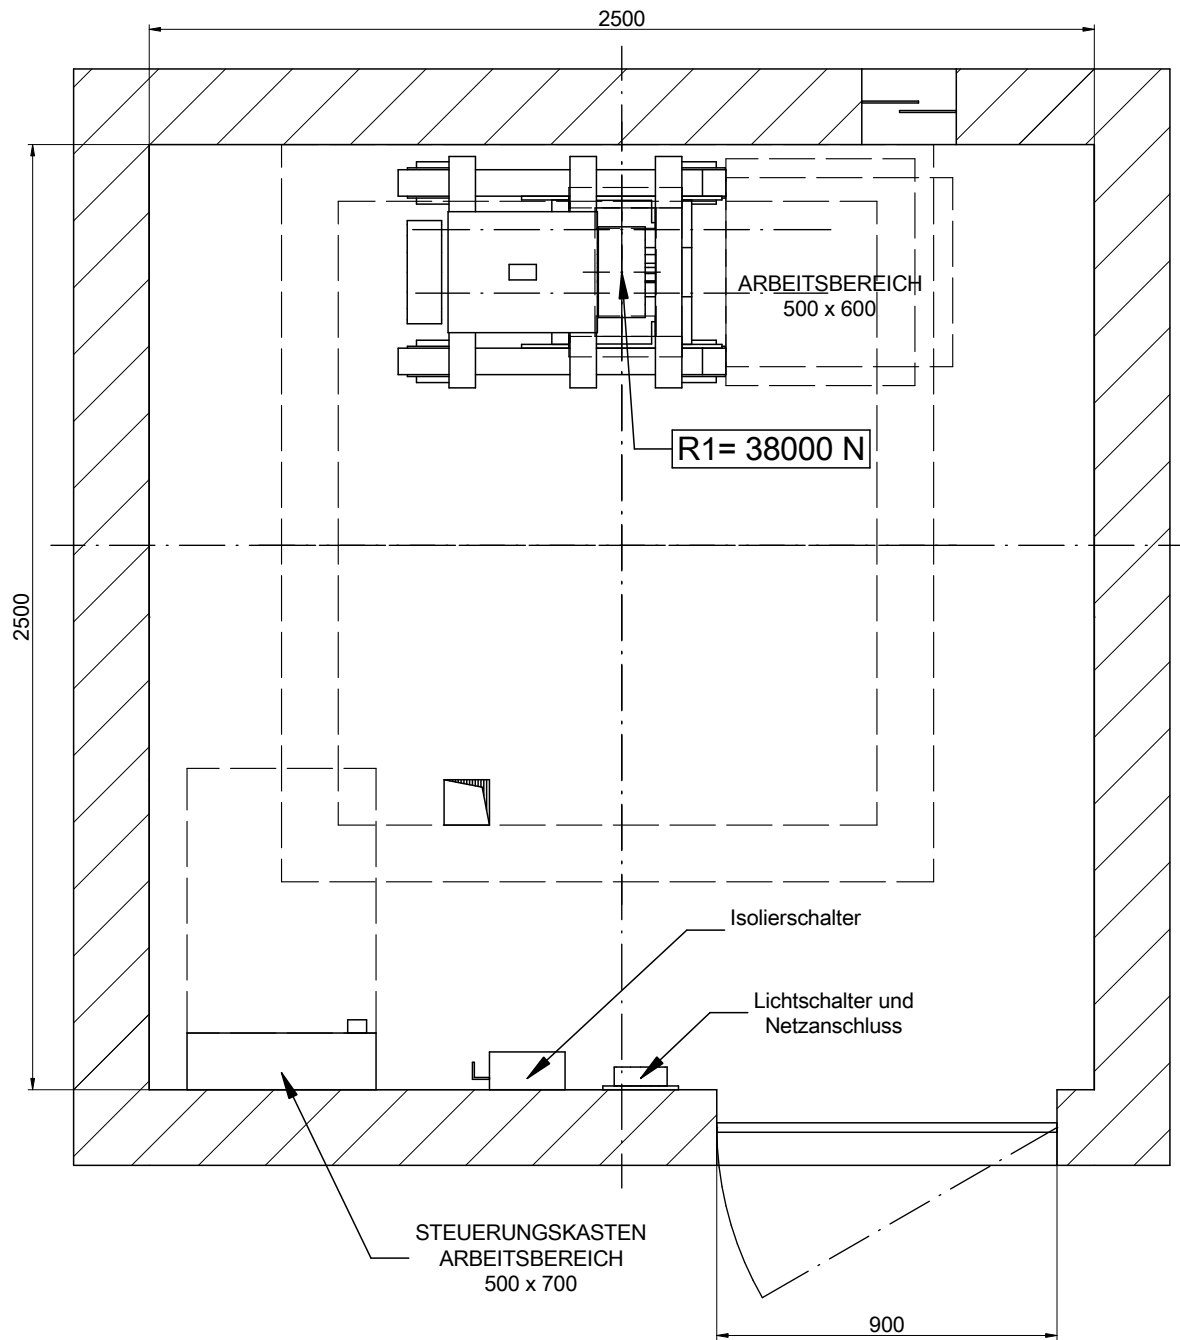 2500
ARBEITSBEREICH
500 x 600
R1= 38000 N
2500
Isolierschalter
Lichtschalter und
Netzanschluss
STEUERUNGSKASTEN
ARBEITSBEREICH
500 x 700
900